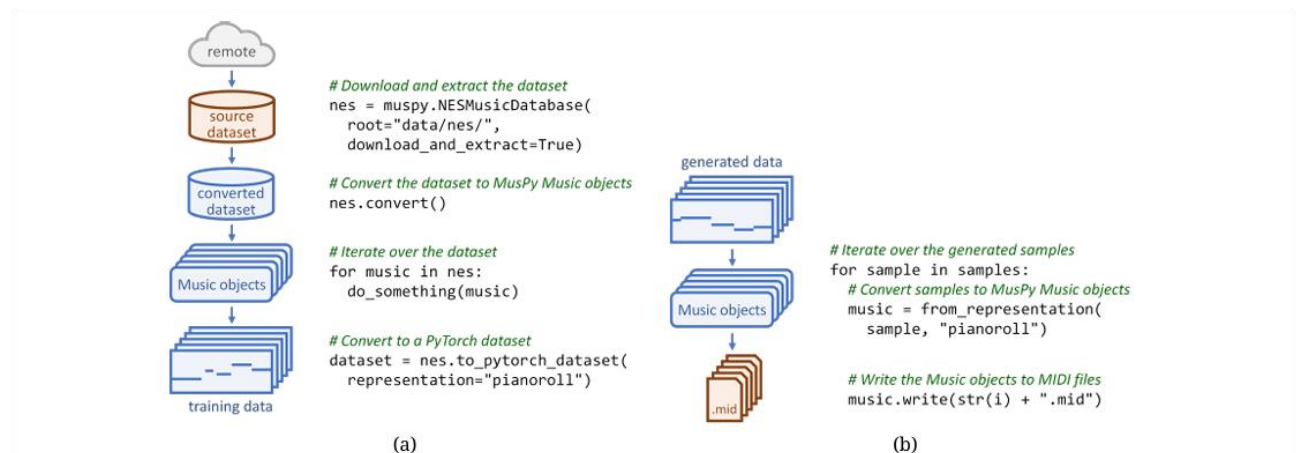 remote
source
dataset
converted
dataset
Music objects
training data
# Download and extract the dataset
nes = muspy.NESMusicDatabase(
  root="data/nes/",
  download_and_extract=True)
# Convert the dataset to MusPy Music objects
nes.convert()
# Iterate over the dataset
for music in nes:
  do_something(music)
# Convert to a PyTorch dataset
dataset = nes.to_pytorch_dataset(
  representation="pianoroll")
(a)
generated data
Music objects
.mid
# Iterate over the generated samples
for sample in samples:
  # Convert samples to MusPy Music objects
  music = from_representation(
    sample, "pianoroll")
  # Write the Music objects to MIDI files
  music.write(str(i) + ".mid")
(b)